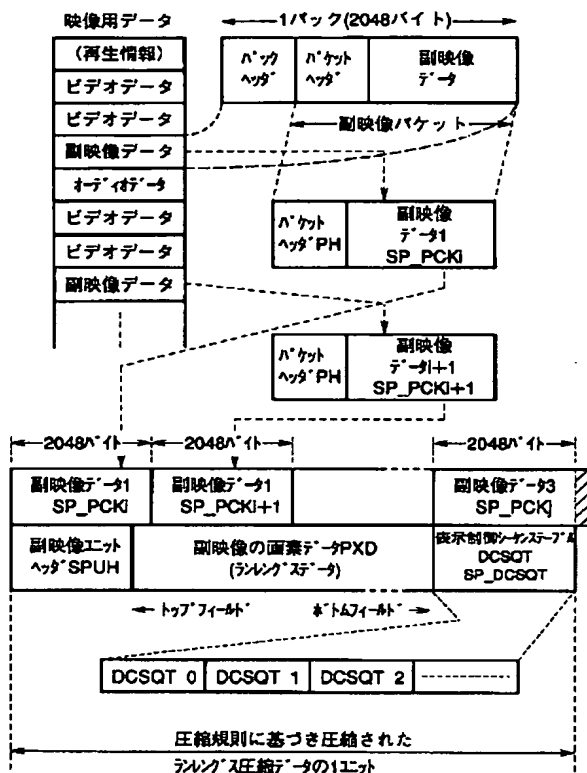 映像用データ
1パック(2048バイト)
(再生情報)
ビデオデータ
ビデオデータ
副映像データ
オーディオデータ
ビデオデータ
ビデオデータ
副映像データ
パック
ヘッダ
パケット
ヘッダ
副映像
データ
副映像パケット
パケット
ヘッダPH
副映像
データ1
SP_PCKi
パケット
ヘッダPH
副映像
データi+1
SP_PCKi+1
2048バイト
2048バイト
2048バイト
副映像データ1
SP_PCKi
副映像データ1
SP_PCKi+1
副映像データ3
SP_PCKj
副映像ユニット
ヘッダSPUH
副映像の画素データPXD
(ランレングスデータ)
表示制御シーケンステーブル
DCSQT
SP_DCSQT
トップフィールド
ボトムフィールド
DCSQT 0
DCSQT 1
DCSQT 2
圧縮規則に基づき圧縮された
ランレングス圧縮データの1ユニット